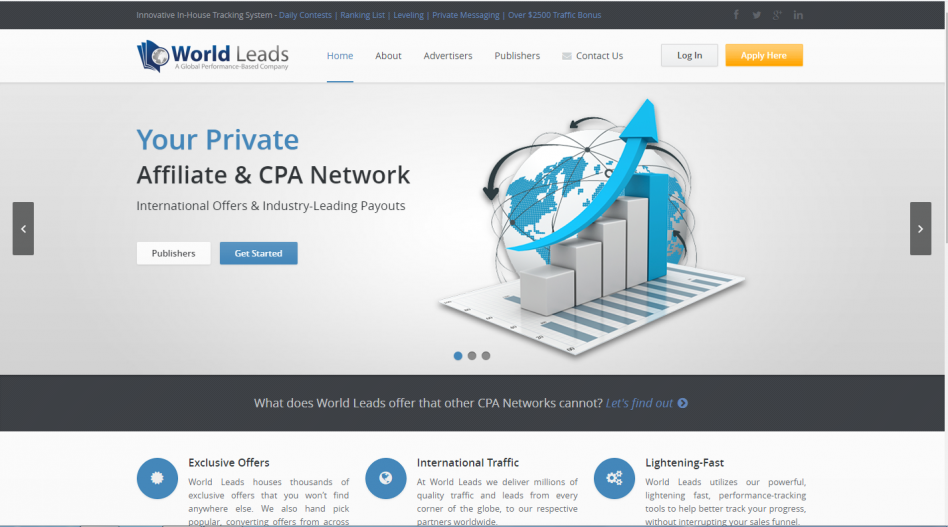 Innovative In-House Tracking System - Daily Contests | Ranking List | Leveling | Private Messaging | Over $2500 Traffic Bonus
World Leads
A Global Performance-Based Company
Home About Advertisers Publishers Contact Us Log In Apply Here
Your Private
Affiliate & CPA Network
International Offers & Industry-Leading Payouts
Publishers Get Started
What does World Leads offer that other CPA Networks cannot? Let's find out
Exclusive Offers
World Leads houses thousands of
exclusive offers that you won't find
anywhere else. We also hand pick
popular, converting offers from across
International Traffic
At World Leads we deliver millions of
quality traffic and leads from every
corner of the globe, to our respective
partners worldwide.
Lightening-Fast
World Leads utilizes our powerful,
lightening fast, performance-tracking
tools to help better track your progress,
without interrupting your sales funnel.